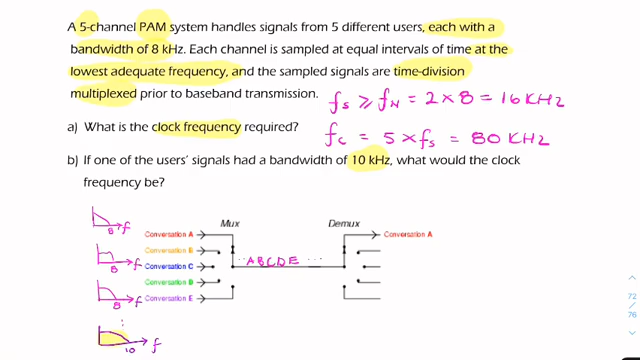 A 5-channel PAM system handles signals from 5 different users, each with a
bandwidth of 8 kHz. Each channel is sampled at equal intervals of time at the
lowest adequate frequency, and the sampled signals are time-division
multiplexed prior to baseband transmission.
fs ⩾ fN = 2 × 8 = 16 KHz
a) What is the clock frequency required?
fc = 5 × fs = 80 KHz
b) If one of the users' signals had a bandwidth of 10 kHz, what would the clock
frequency be?
Mux
Demux
8 f
Conversation A
Conversation A
Conversation B
8 f
Conversation C
··ABCDE ···
Conversation D
8 f
Conversation E
10 f
72
/
76